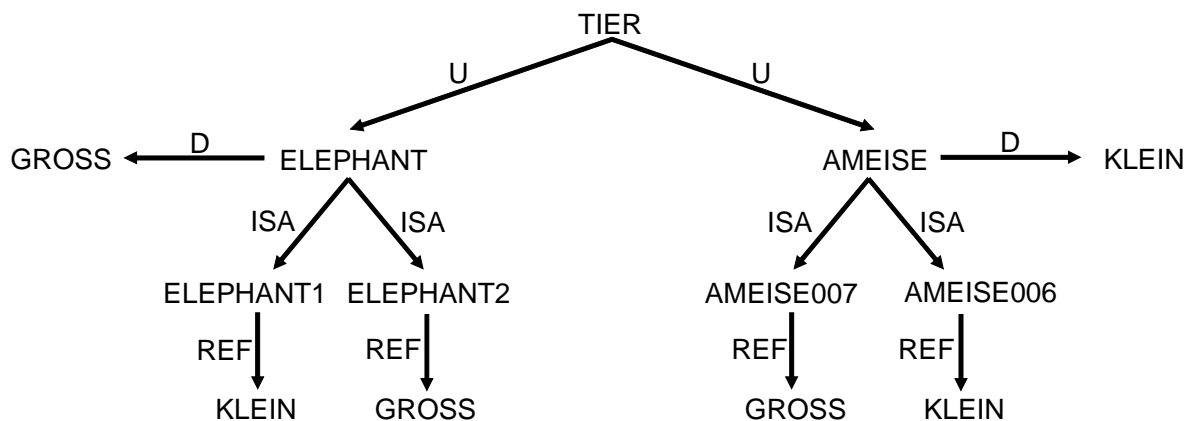 TIER
U U
D D
GROSS ELEPHANT AMEISE KLEIN
ISA ISA ISA ISA
ELEPHANT1 ELEPHANT2 AMEISE007 AMEISE006
REF REF REF REF
KLEIN GROSS GROSS KLEIN